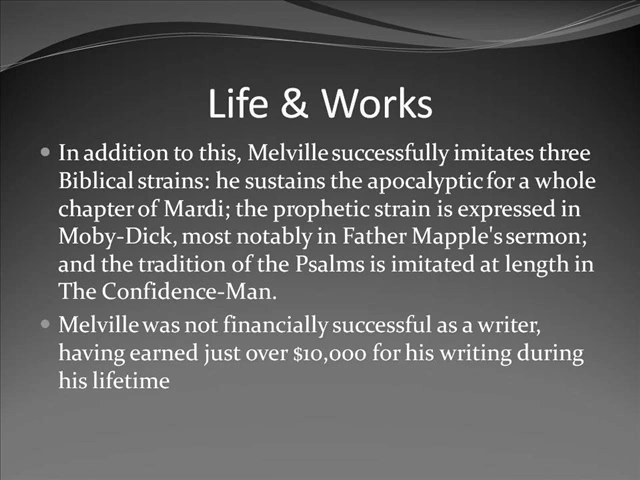 Life & Works
In addition to this, Melville successfully imitates three
Biblical strains: he sustains the apocalyptic for a whole
chapter of Mardi; the prophetic strain is expressed in
Moby-Dick, most notably in Father Mapple's sermon;
and the tradition of the Psalms is imitated at length in
The Confidence-Man.
Melville was not financially successful as a writer,
having earned just over $10,000 for his writing during
his lifetime